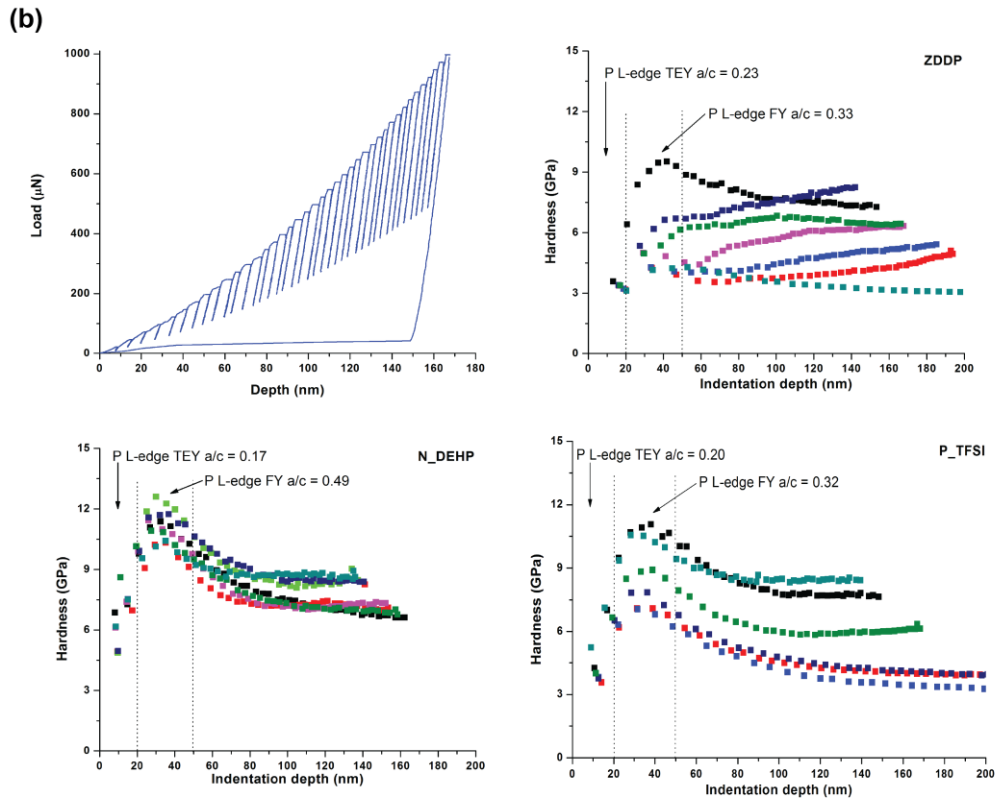 (b)
1000
800
600
400
200
0
Load (μN)
0 20 40 60 80 100 120 140 160 180
Depth (nm)
15
12
9
6
3
0
Hardness (GPa)
ZDDP
P L-edge TEY a/c = 0.23
P L-edge FY a/c = 0.33
0 20 40 60 80 100 120 140 160 180 200
Indentation depth (nm)
15
12
9
6
3
0
Hardness (GPa)
P L-edge TEY a/c = 0.17
N_DEHP
P L-edge FY a/c = 0.49
0 20 40 60 80 100 120 140 160 180 200
Indentation depth (nm)
15
12
9
6
3
0
Hardness (GPa)
P_TFSI
P L-edge TEY a/c = 0.20
P L-edge FY a/c = 0.32
0 20 40 60 80 100 120 140 160 180 200
Indentation depth (nm)